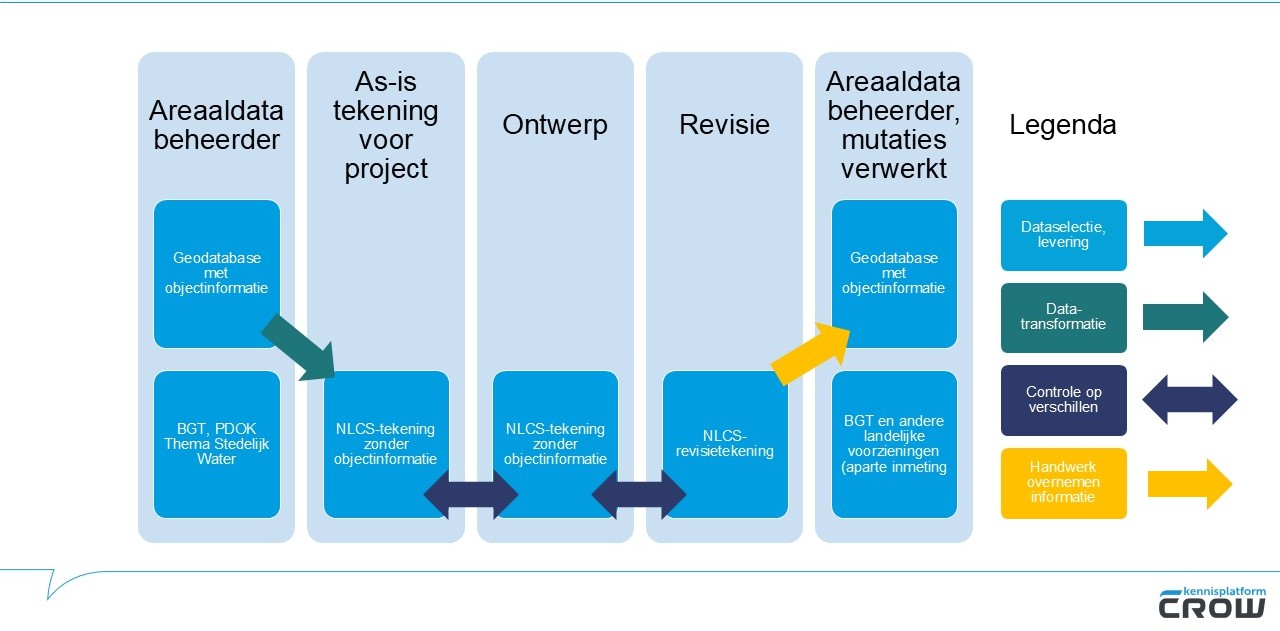 Areaaldata
beheerder
Geodatabase
met
objectinformatie
BGT, PDOK
Thema Stedelijk
Water
As-is
tekening
voor
project
NLCS-tekening
zonder
objectinformatie
Ontwerp
NLCS-tekening
zonder
objectinformatie
Revisie
NLCS-
revisietekening
Areaaldata
beheerder,
mutaties
verwerkt
Geodatabase
met
objectinformatie
BGT en andere
landelijke
voorzieningen
(aparte inmeting
Legenda
Dataselectie,
levering
Data-
transformatie
Controle op
verschillen
Handwerk
overnemen
informatie
kennisplatform
CROW